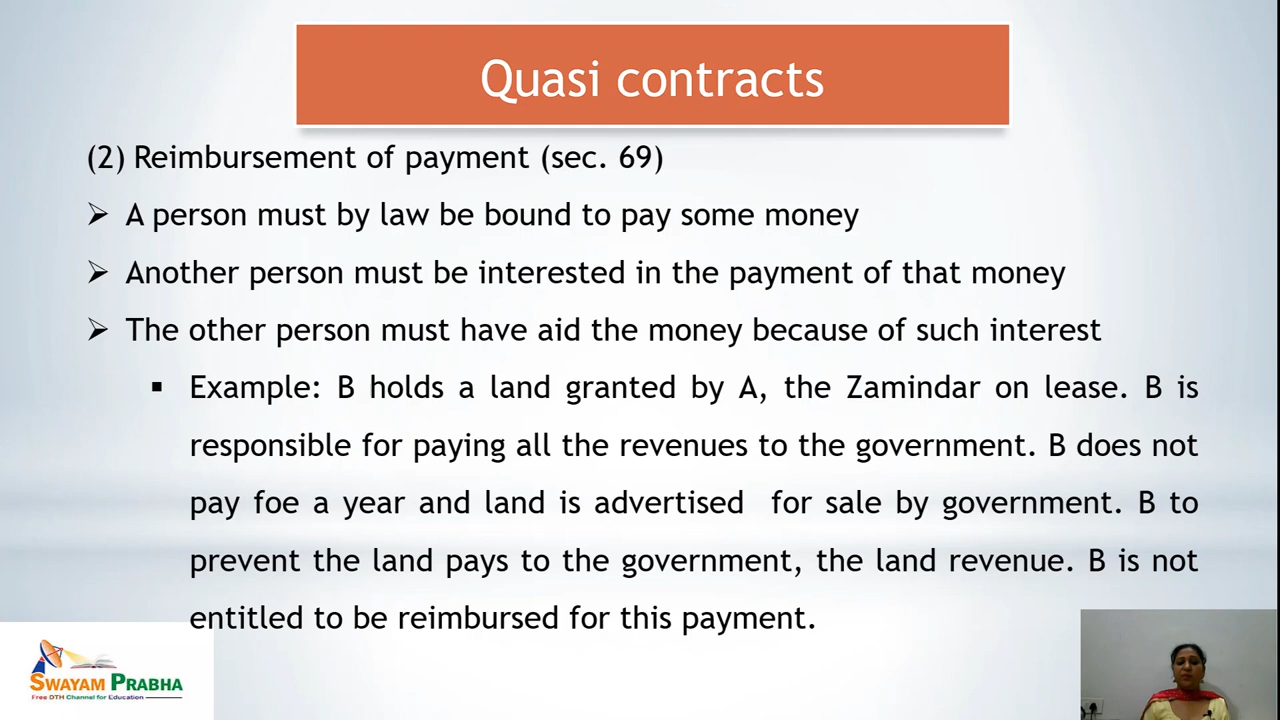 Quasi contracts
(2) Reimbursement of payment (sec. 69)
➢ A person must by law be bound to pay some money
➢ Another person must be interested in the payment of that money
➢ The other person must have aid the money because of such interest
▪ Example: B holds a land granted by A, the Zamindar on lease. B is
responsible for paying all the revenues to the government. B does not
pay foe a year and land is advertised for sale by government. B to
prevent the land pays to the government, the land revenue. B is not
entitled to be reimbursed for this payment.
SWAYAM PRABHA
Free DTH Channel for Education